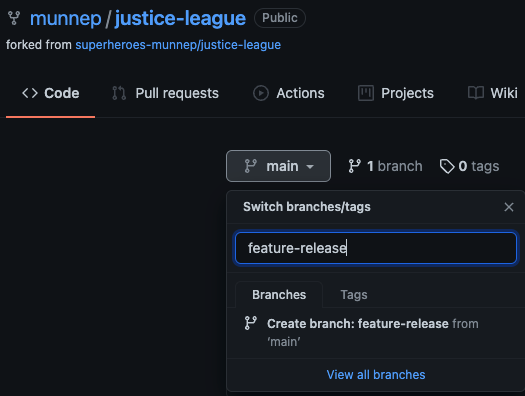 munnep / justice-league Public
forked from superheroes-munnep/justice-league
Code Pull requests Actions Projects Wiki
main 1 branch 0 tags
Switch branches/tags
feature-release
Branches Tags
Create branch: feature-release from
‘main’
View all branches